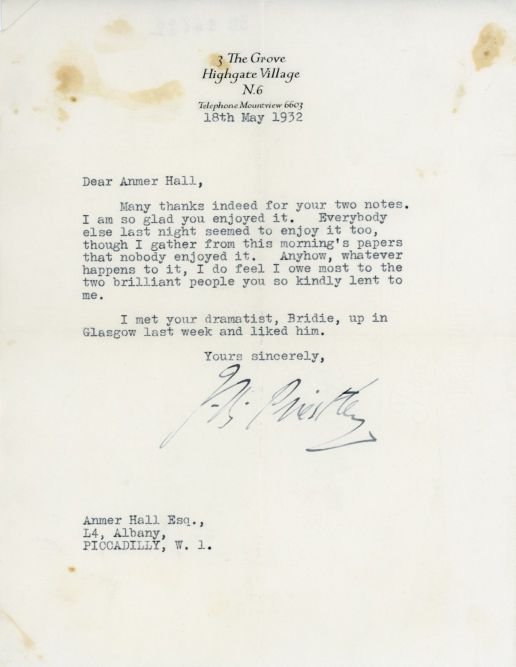 3 The Grove
Highgate Village
N.6
Telephone Mountview 6603
18th May 1932
Dear Anmer Hall,
Many thanks indeed for your two notes.
I am so glad you enjoyed it. Everybody
else last night seemed to enjoy it too,
though I gather from this morning's papers
that nobody enjoyed it. Anyhow, whatever
happens to it, I do feel I owe most to the
two brilliant people you so kindly lent to
me.
I met your dramatist, Bridie, up in
Glasgow last week and liked him.
Yours sincerely,
J.B. Priestley
Anmer Hall Esq.,
L4, Albany,
PICCADILLY, W. 1.